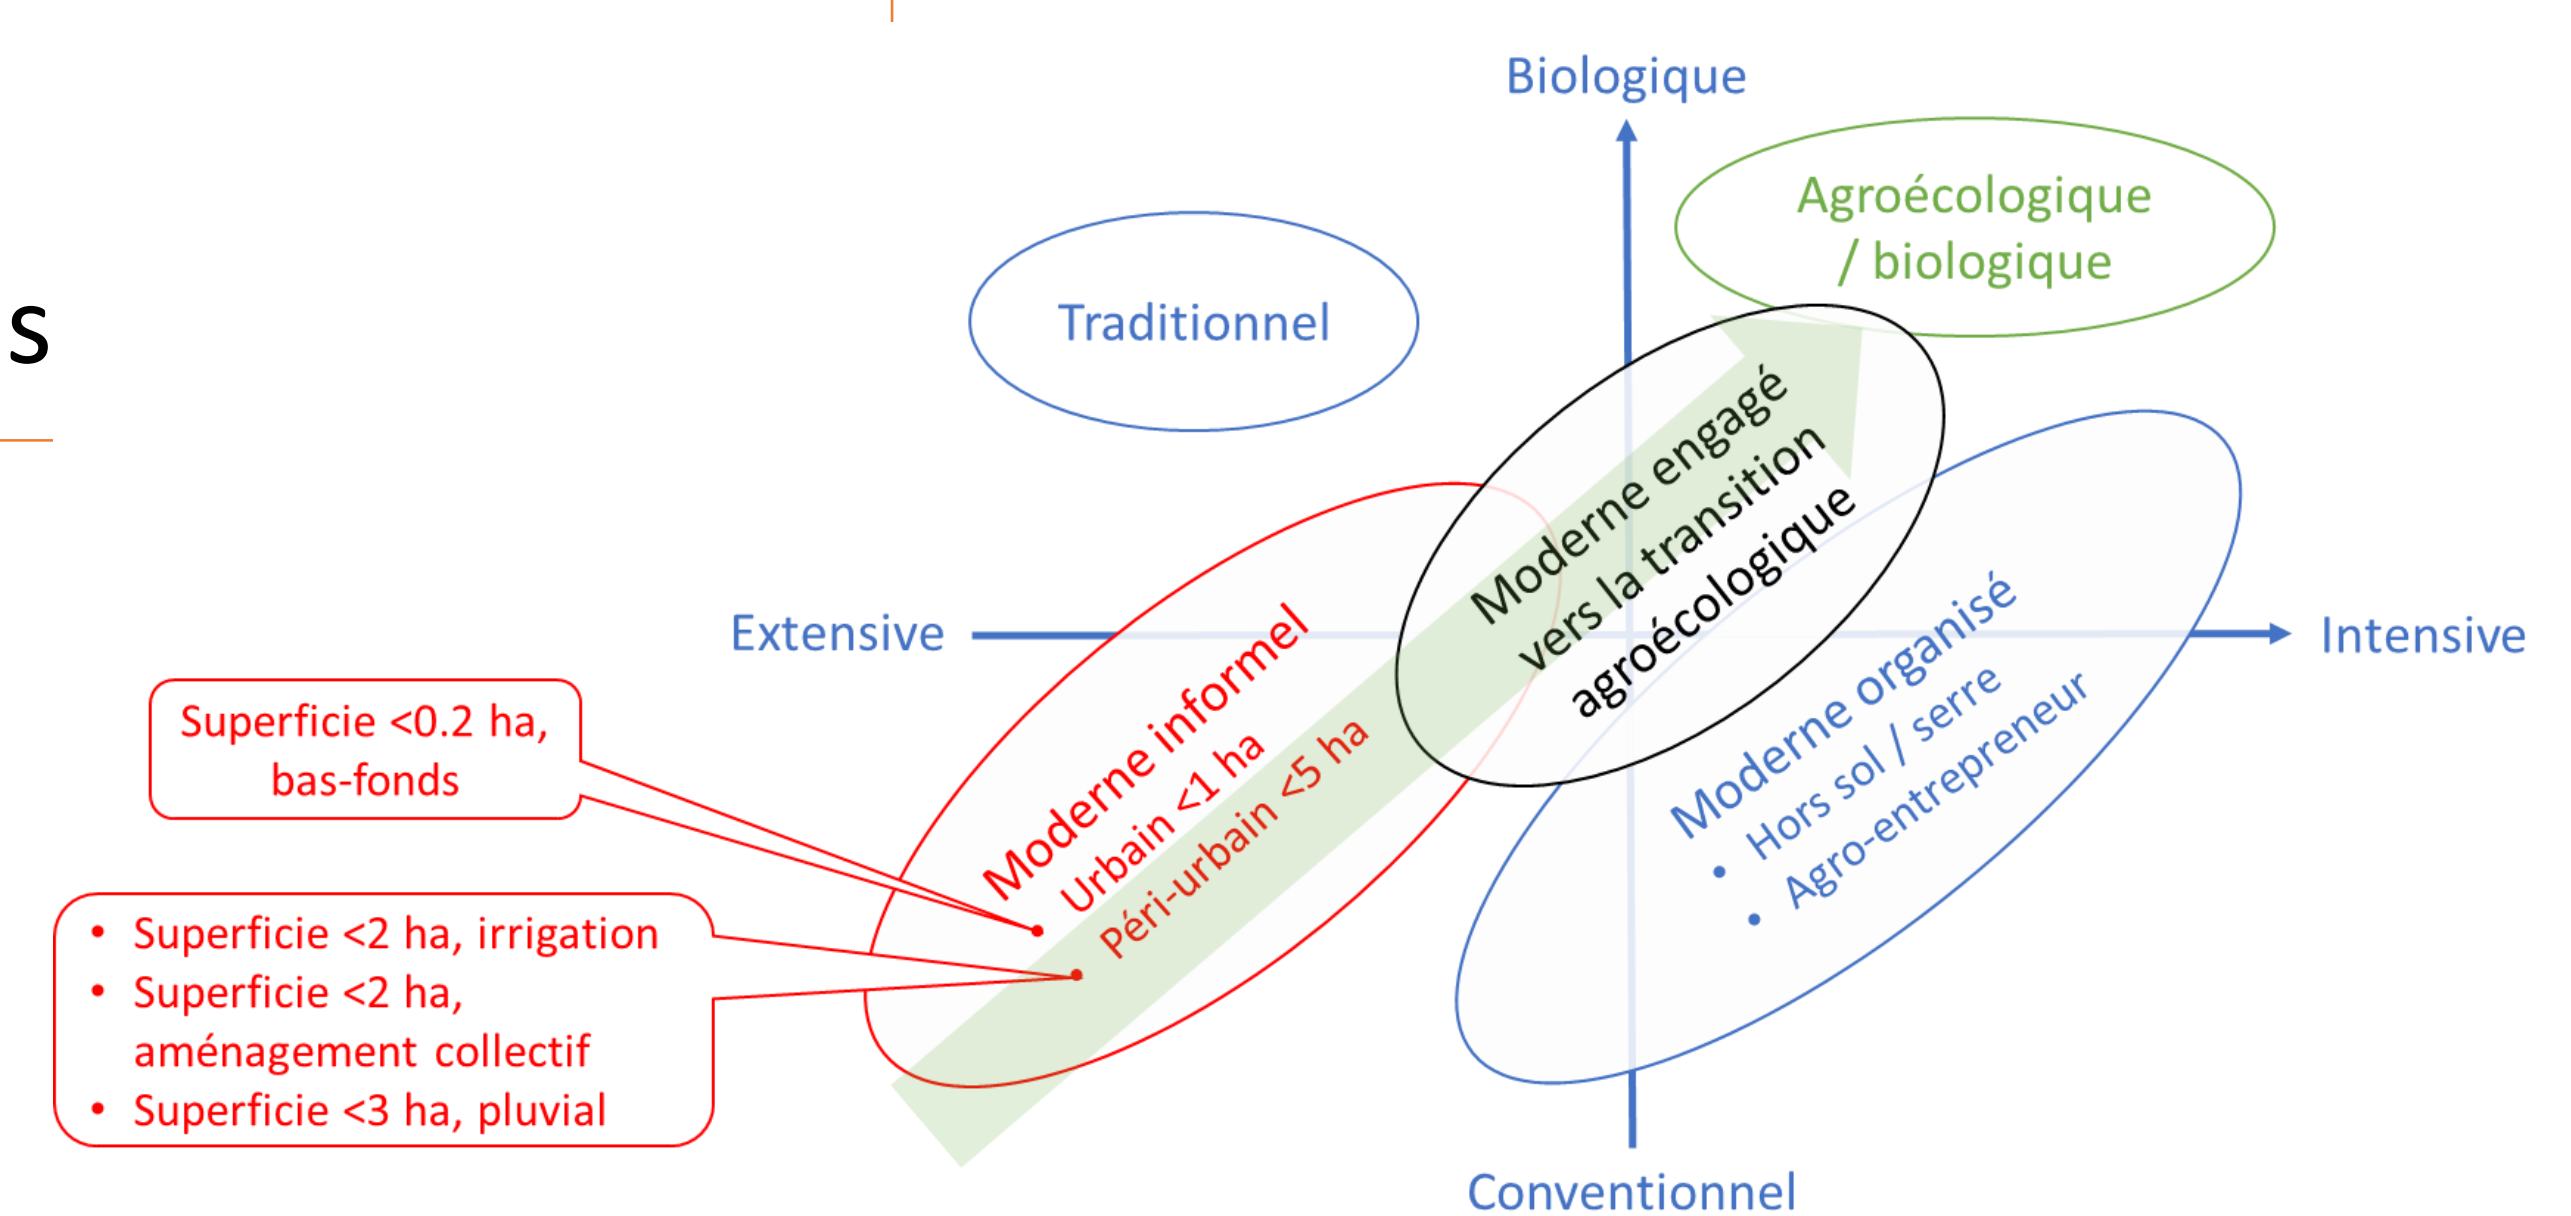 Biologique
Agroécologique
/ biologique
Traditionnel
s
Moderne engagé
vers la transition
agroécologique
Extensive
Intensive
Moderne informel
Urbain <1 ha
Péri-urbain <5 ha
Moderne organisé
• Hors sol / serre
• Agro-entrepreneur
Superficie <0.2 ha,
bas-fonds
• Superficie <2 ha, irrigation
• Superficie <2 ha,
aménagement collectif
• Superficie <3 ha, pluvial
Conventionnel